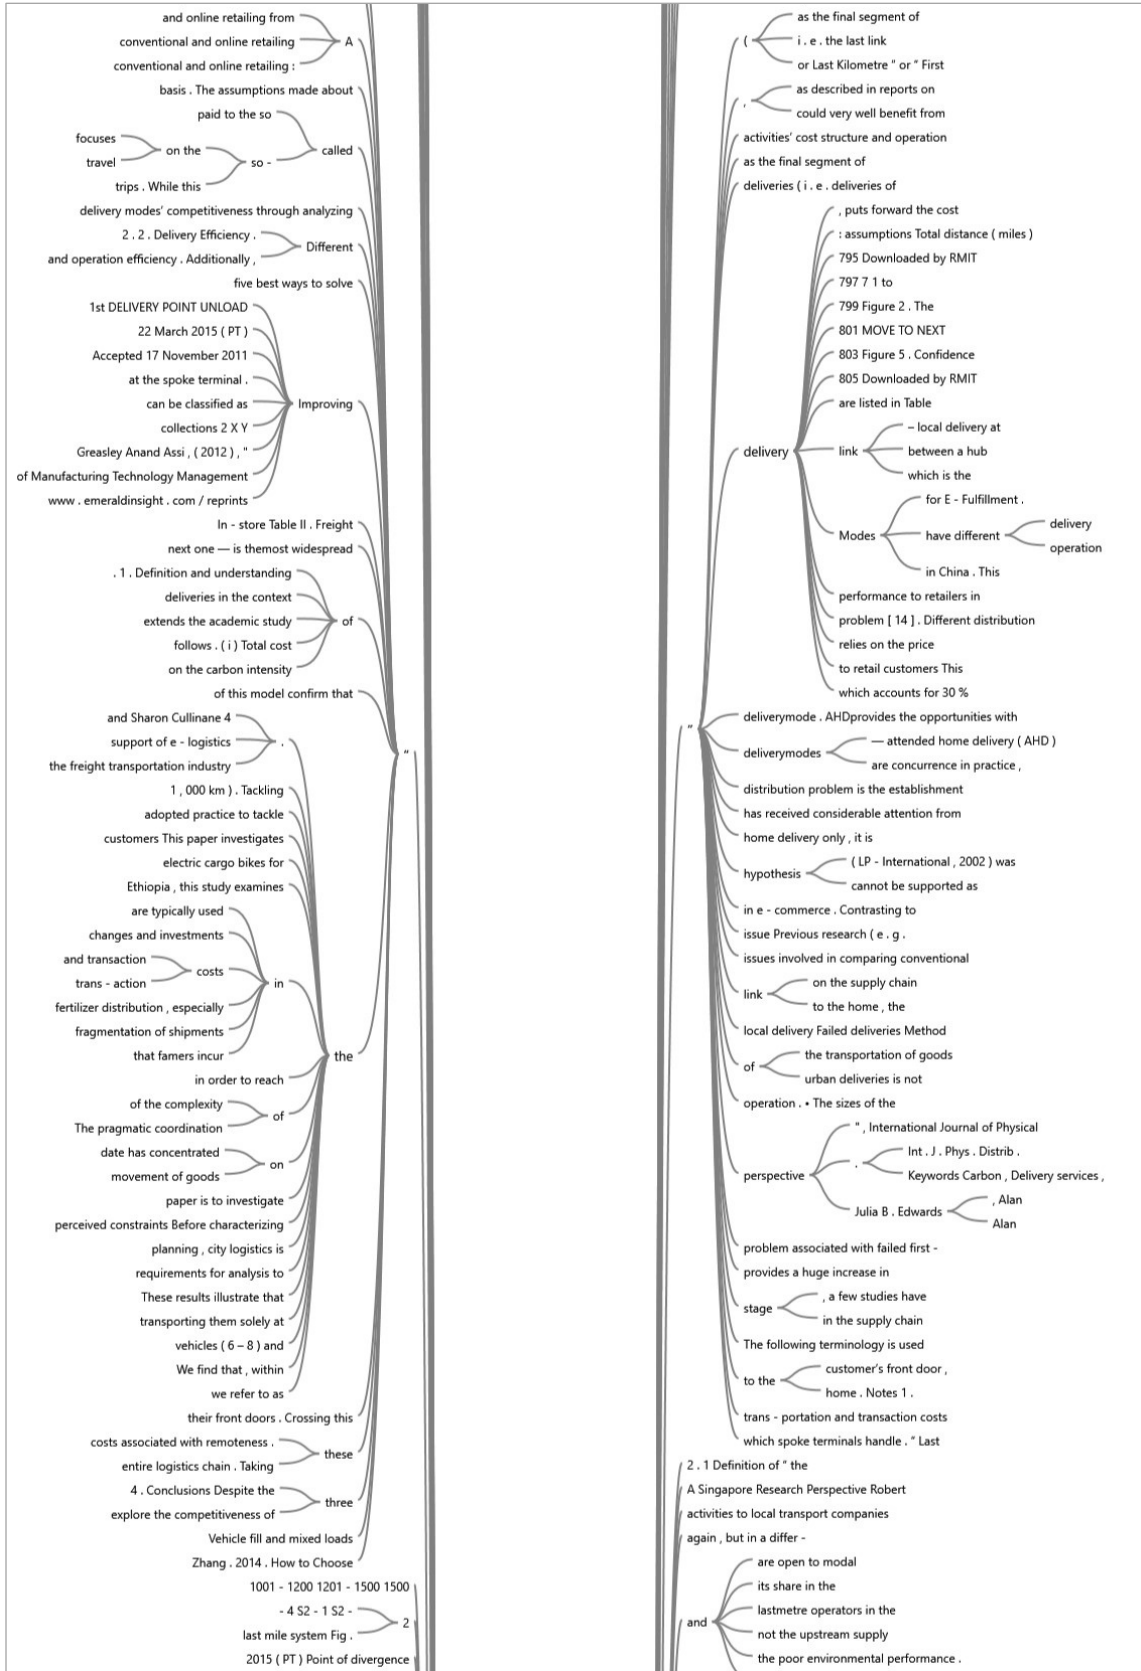 and online retailing from
conventional and online retailing
A
conventional and online retailing :
basis . The assumptions made about
paid to the so
focuses
on the
called
travel
so -
trips . While this
delivery modes' competitiveness through analyzing
2 . 2 . Delivery Efficiency .
Different
and operation efficiency . Additionally ,
five best ways to solve
1st DELIVERY POINT UNLOAD
22 March 2015 ( PT )
Accepted 17 November 2011
at the spoke terminal .
can be classified as
Improving
collections 2 X Y
Greasley Anand Assi , ( 2012 ) , "
of Manufacturing Technology Management
www . emeraldinsight . com / reprints
In - store Table II . Freight
next one — is themost widespread
. 1 . Definition and understanding
deliveries in the context
extends the academic study
of
follows . ( i ) Total cost
on the carbon intensity
of this model confirm that
and Sharon Cullinane 4
support of e - logistics
.
the freight transportation industry
"
1 , 000 km ) . Tackling
adopted practice to tackle
customers This paper investigates
electric cargo bikes for
Ethiopia , this study examines
are typically used
changes and investments
and transaction
costs
trans - action
in
fertilizer distribution , especially
fragmentation of shipments
that famers incur
the
in order to reach
of the complexity
of
The pragmatic coordination
date has concentrated
on
movement of goods
paper is to investigate
perceived constraints Before characterizing
planning , city logistics is
requirements for analysis to
These results illustrate that
transporting them solely at
vehicles ( 6 – 8 ) and
We find that , within
we refer to as
their front doors . Crossing this
costs associated with remoteness .
these
entire logistics chain . Taking
4 . Conclusions Despite the
three
explore the competitiveness of
Vehicle fill and mixed loads
Zhang . 2014 . How to Choose
1001 - 1200 1201 - 1500 1500
- 4 S2 - 1 S2 -
2
last mile system Fig .
2015 ( PT ) Point of divergence
as the final segment of
( 
i . e . the last link
or Last Kilometre " or " First
as described in reports on
,
could very well benefit from
activities' cost structure and operation
as the final segment of
deliveries ( i . e . deliveries of
, puts forward the cost
: assumptions Total distance ( miles )
795 Downloaded by RMIT
797 7 1 to
799 Figure 2 . The
801 MOVE TO NEXT
803 Figure 5 . Confidence
805 Downloaded by RMIT
are listed in Table
– local delivery at
delivery
link
between a hub
which is the
for E - Fulfillment .
Modes
have different
delivery
operation
in China . This
performance to retailers in
problem [ 14 ] . Different distribution
relies on the price
to retail customers This
which accounts for 30 %
"
deliverymode . AHDprovides the opportunities with
deliverymodes
— attended home delivery ( AHD )
are concurrence in practice ,
distribution problem is the establishment
has received considerable attention from
home delivery only , it is
hypothesis
( LP - International , 2002 ) was
cannot be supported as
in e - commerce . Contrasting to
issue Previous research ( e . g .
issues involved in comparing conventional
link
on the supply chain
to the home , the
local delivery Failed deliveries Method
of
the transportation of goods
urban deliveries is not
operation . • The sizes of the
" , International Journal of Physical
perspective
.
Int . J . Phys . Distrib .
Keywords Carbon , Delivery services ,
Julia B . Edwards
, Alan
Alan
problem associated with failed first -
provides a huge increase in
stage
, a few studies have
in the supply chain
The following terminology is used
to the
customer's front door ,
home . Notes 1 .
trans - portation and transaction costs
which spoke terminals handle . " Last
2 . 1 Definition of " the
A Singapore Research Perspective Robert
activities to local transport companies
again , but in a differ -
are open to modal
its share in the
and
lastmetre operators in the
not the upstream supply
the poor environmental performance .